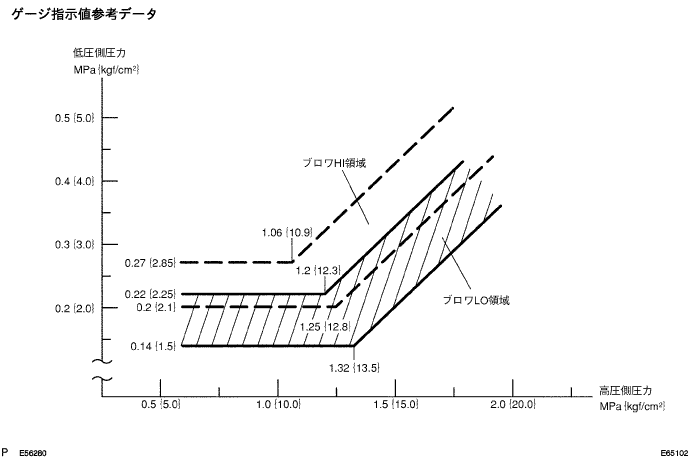 ゲージ指示値参考データ
低圧側圧力
MPa{kgf/cm²}
0.5 {5.0}
0.4 {4.0}
0.3 {3.0}
0.2 {2.0}
ブロワHI領域
1.06 {10.9}
0.27 {2.85}
1.2 {12.3}
0.22 {2.25}
0.2 {2.1}
1.25 {12.8}
0.14 {1.5}
1.32 {13.5}
ブロワLO領域
0.5 {5.0}
1.0 {10.0}
1.5 {15.0}
2.0 {20.0}
高圧側圧力
MPa{kgf/cm²}
P E56280
E65102